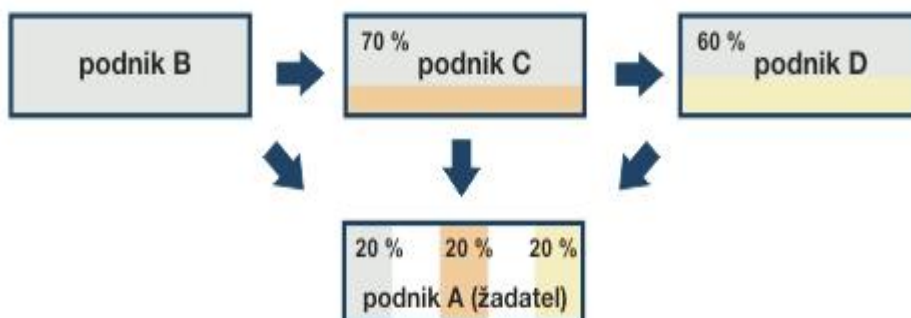 podnik B
70 %
podnik C
60 %
podnik D
20 % 20 % 20 %
podnik A (žadatel)